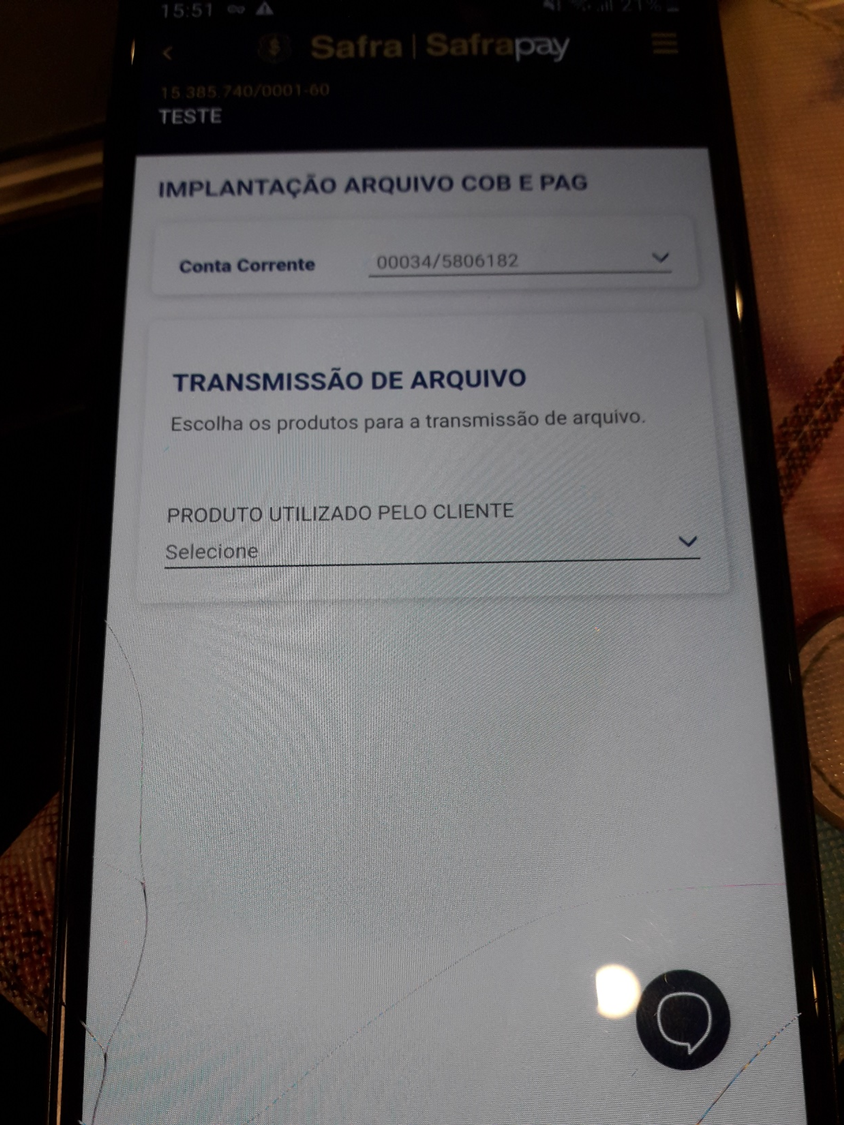 15:51
21%
Safra | Safrapay
15.385.740/0001-60
TESTE
IMPLANTAÇÃO ARQUIVO COB E PAG
Conta Corrente
00034/5806182
TRANSMISSÃO DE ARQUIVO
Escolha os produtos para a transmissão de arquivo.
PRODUTO UTILIZADO PELO CLIENTE
Selecione